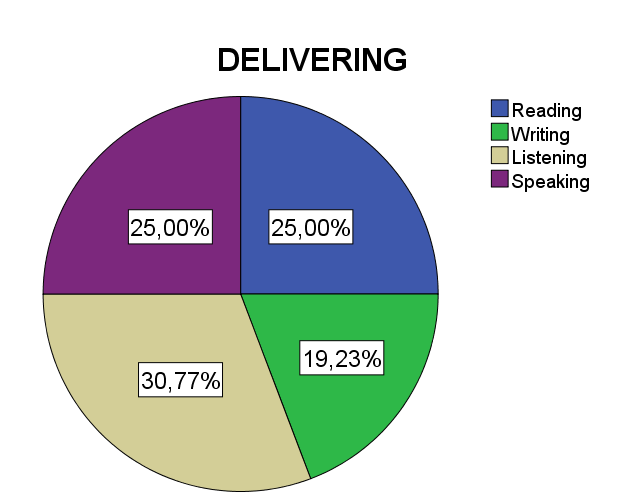 DELIVERING
Reading
Writing
Listening
Speaking
25,00%
25,00%
19,23%
30,77%